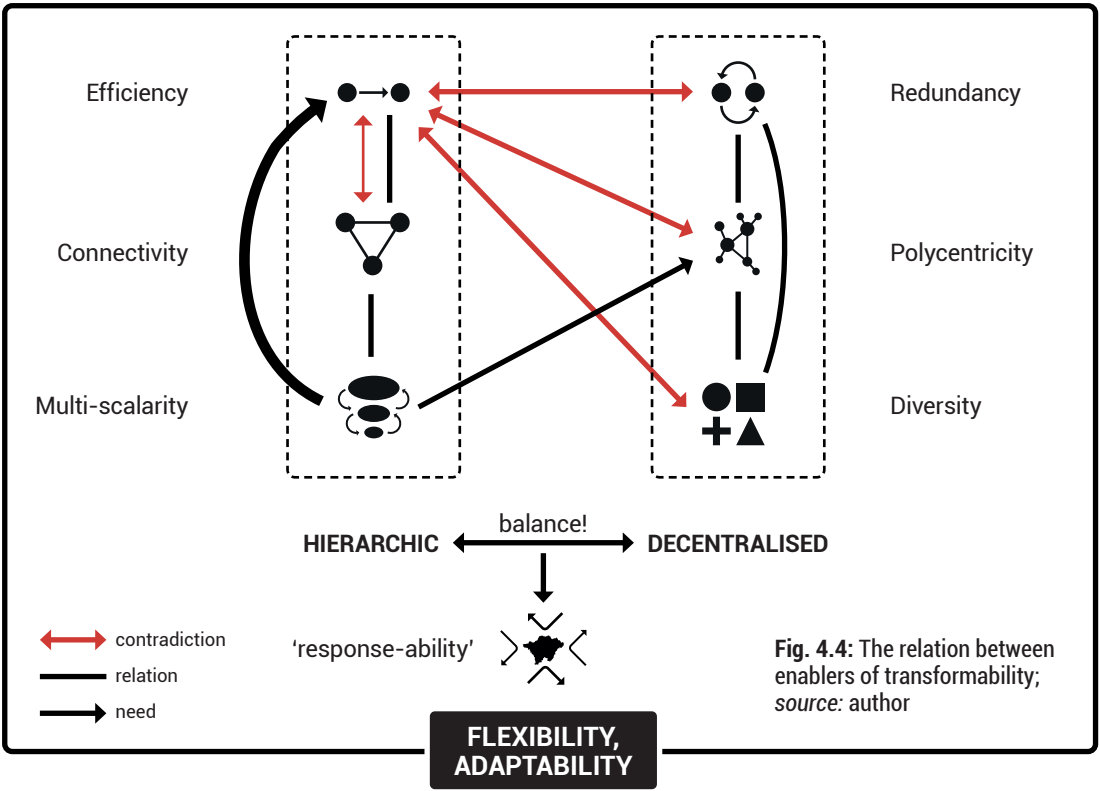 Efficiency
Redundancy
Connectivity
Polycentricity
Multi-scalarity
Diversity
balance!
HIERARCHIC
DECENTRALISED
contradiction
relation
need
‘response-ability’
Fig. 4.4: The relation between
enablers of transformability;
source: author
FLEXIBILITY,
ADAPTABILITY